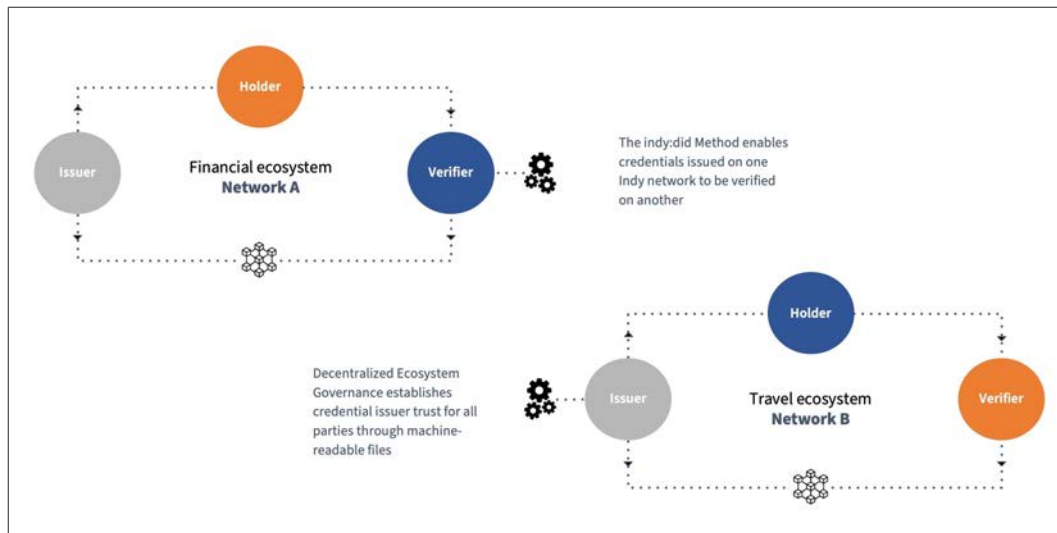 Holder
Issuer
Financial ecosystem
Network A
Verifier
The indy:did Method enables
credentials issued on one
Indy network to be verified
on another
Holder
Decentralized Ecosystem
Governance establishes
credential issuer trust for all
parties through machine-
readable files
Issuer
Travel ecosystem
Network B
Verifier